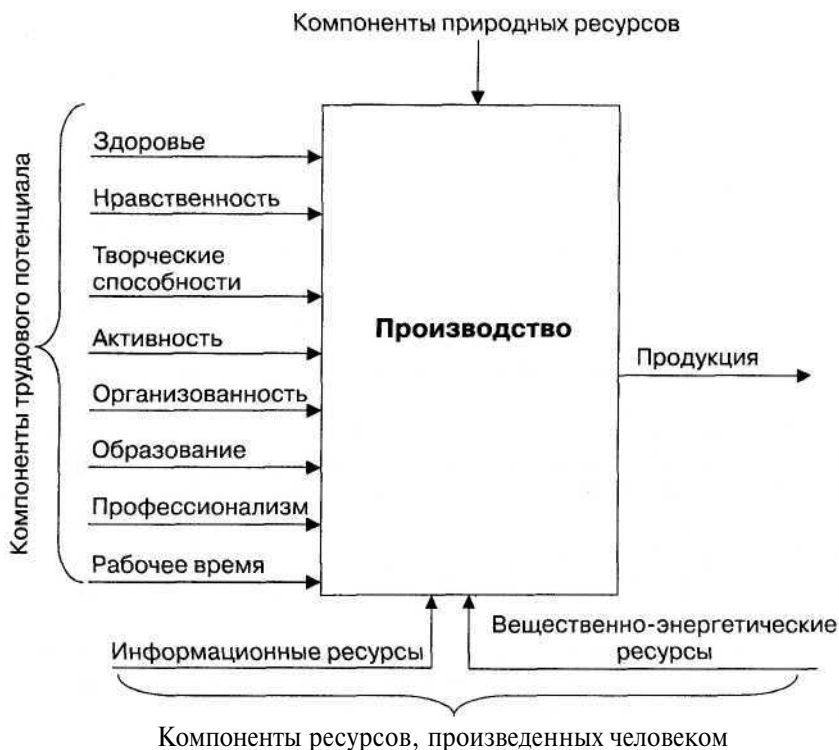 Компоненты природных ресурсов
Компоненты трудового потенциала
Здоровье
Нравственность
Творческие
способности
Активность
Организованность
Образование
Профессионализм
Рабочее время
Производство
Продукция
Информационные ресурсы
Вещественно-энергетические
ресурсы
Компоненты ресурсов, произведенных человеком